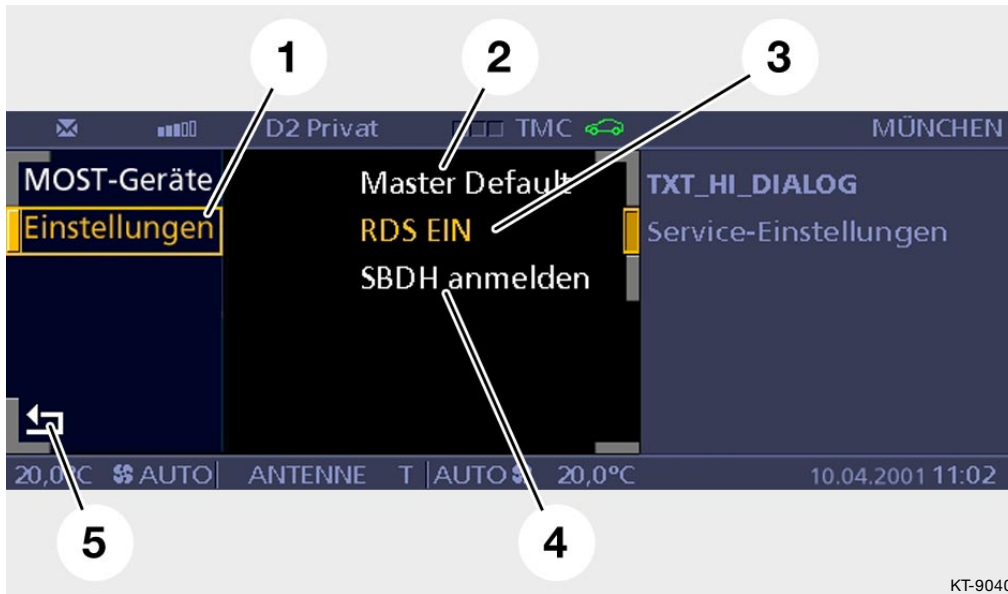 1
2
3
D2 Privat
TMC
MÜNCHEN
MOST-Geräte
Einstellungen
Master Default
RDS EIN
SBDH anmelden
TXT_HI_DIALOG
Service-Einstellungen
20,0°C AUTO
ANTENNE T
AUTO 20,0°C
10.04.2001 11:02
5
4
KT-9040